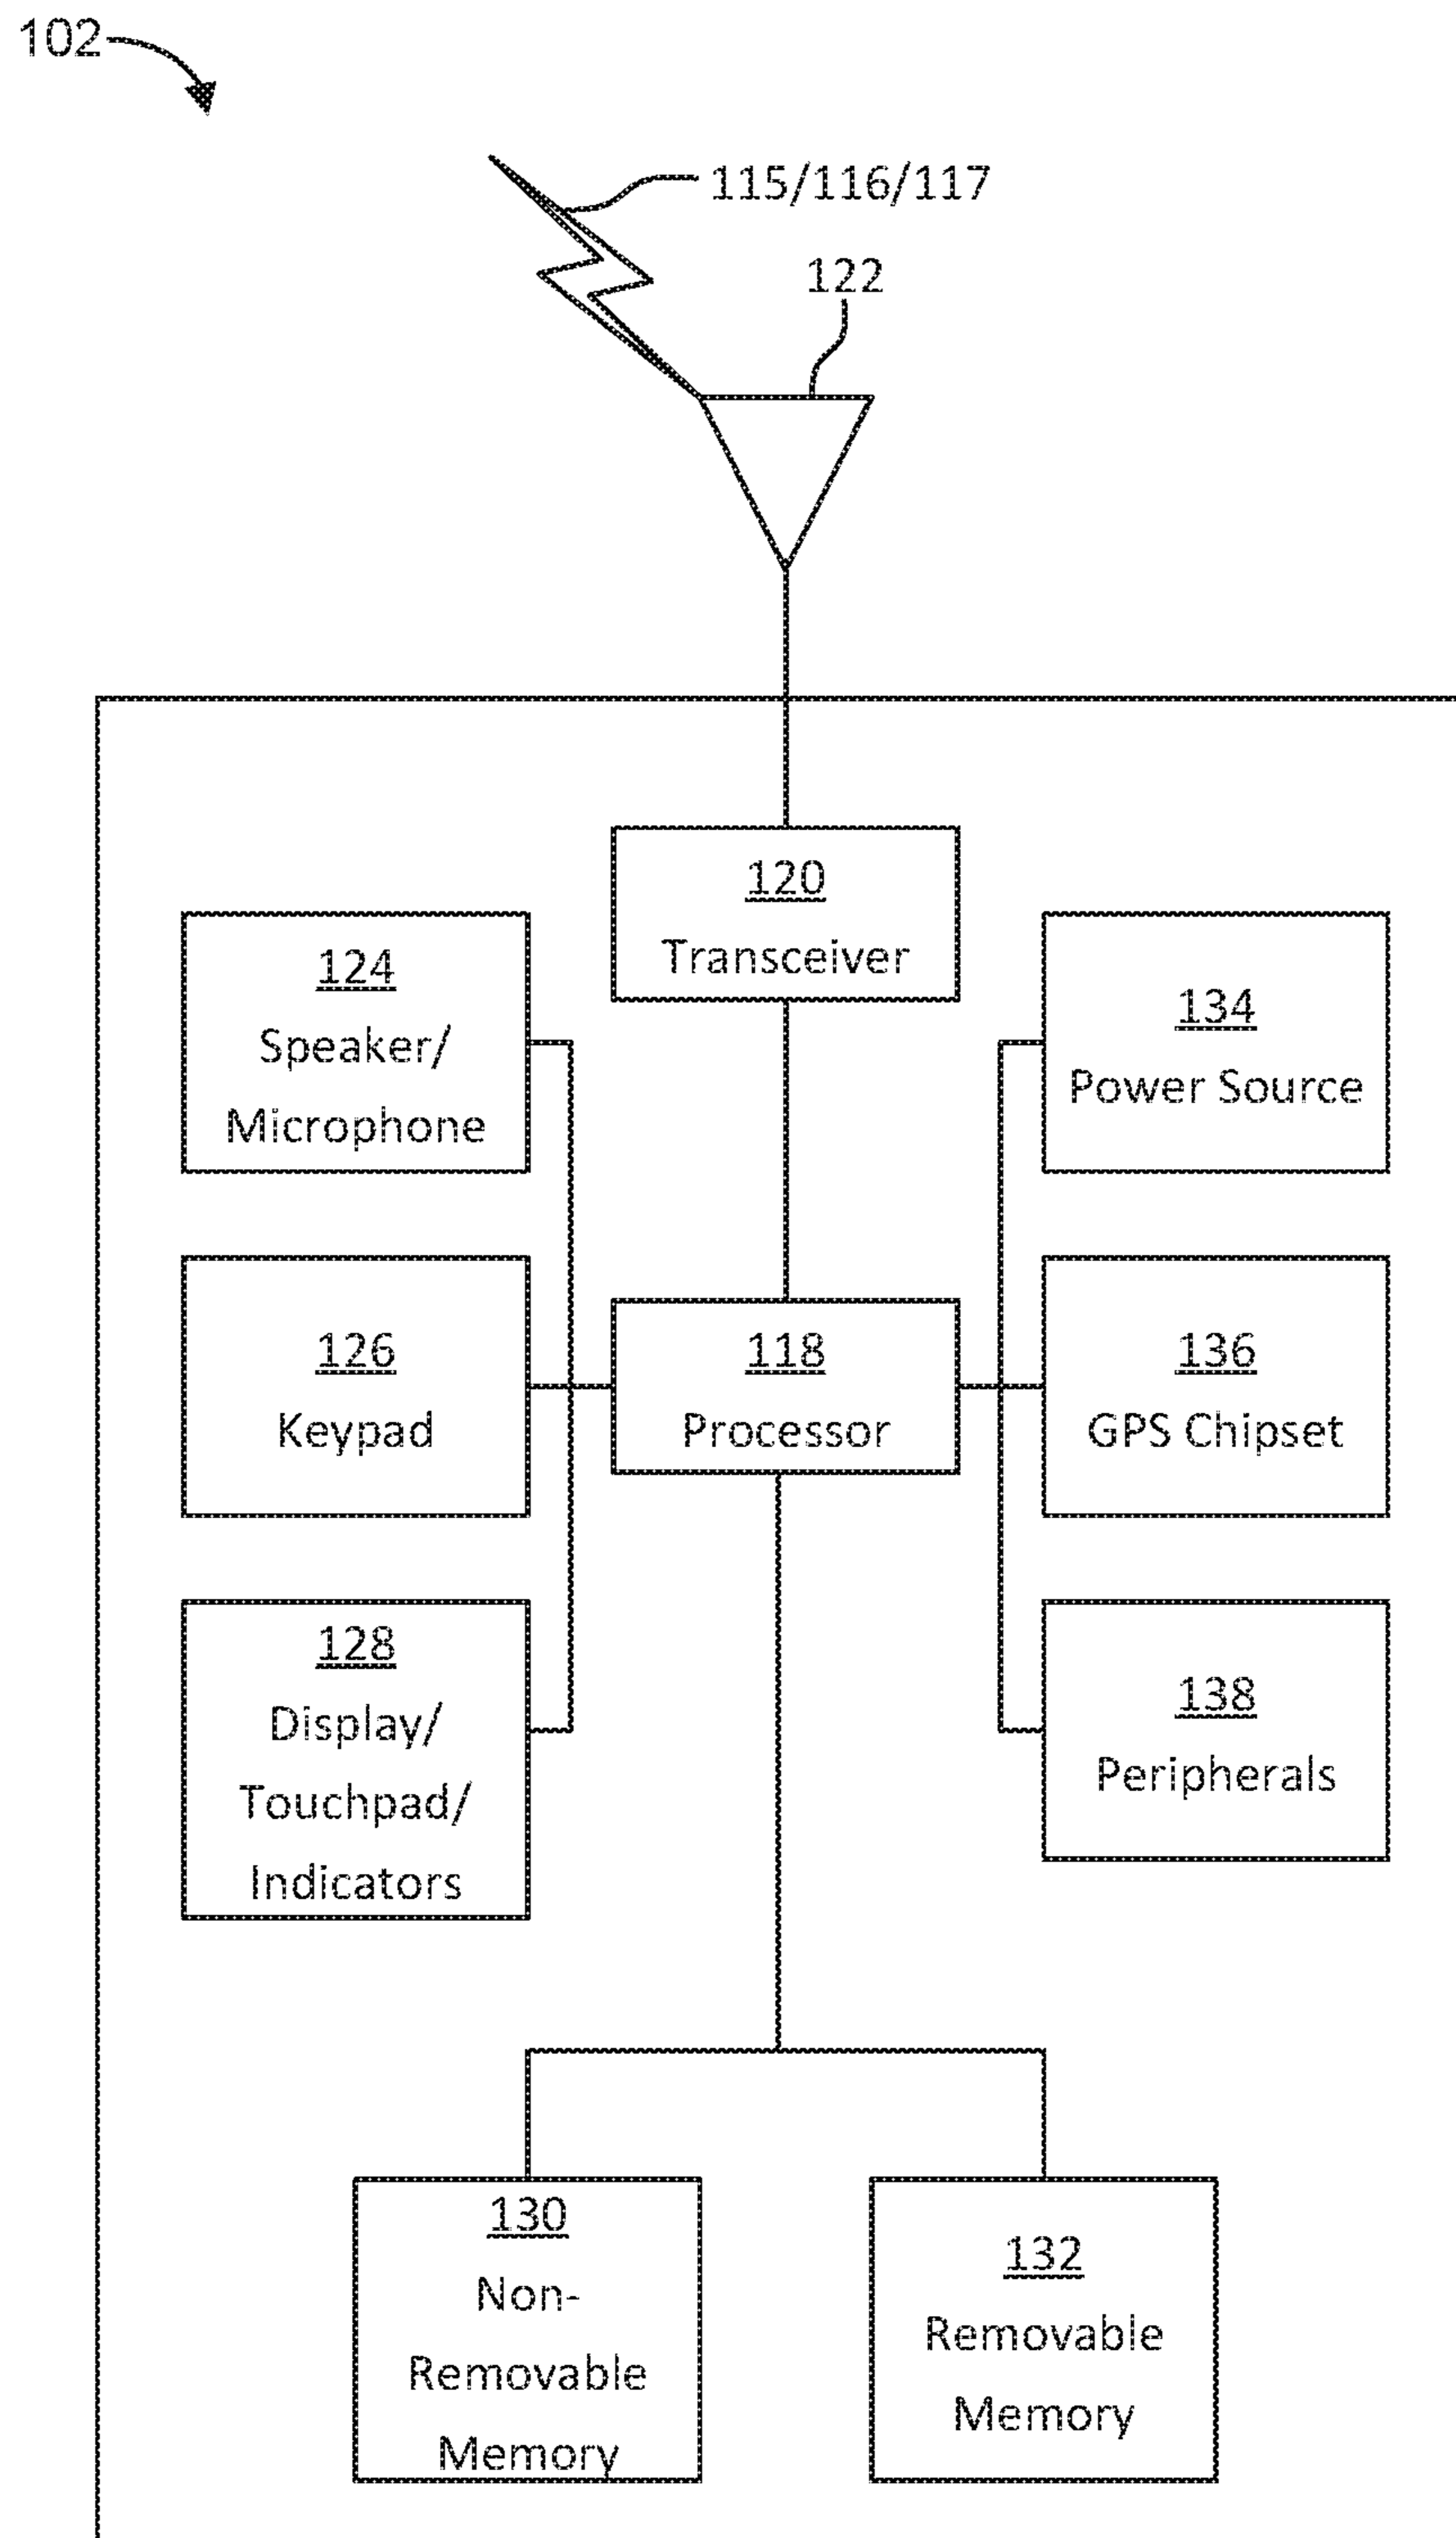 102
115/116/117
122
120
Transceiver
124
Speaker/
Microphone
134
Power Source
126
Keypad
118
Processor
136
GPS Chipset
128
Display/
Touchpad/
Indicators
138
Peripherals
130
Non-
Removable
Memory
132
Removable
Memory